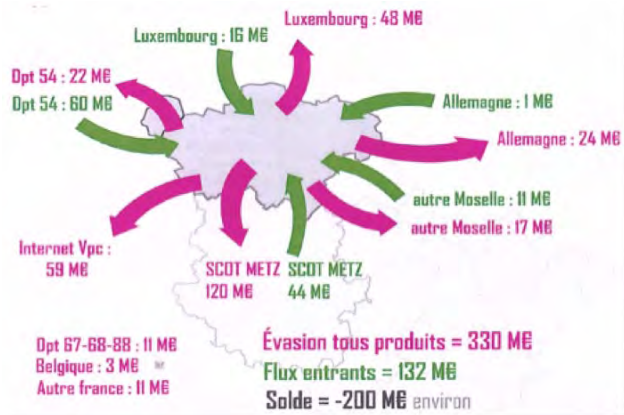 Luxembourg : 48 M€
Luxembourg : 16 M€
Dpt 54 : 22 M€
Dpt 54 : 60 M€
Allemagne : 1 M€
Allemagne : 24 M€
autre Moselle : 11 M€
autre Moselle : 17 M€
Internet Vpc :
59 M€
SCOT METZ
120 M€
SCOT METZ
44 M€
Dpt 67-68-88 : 11 M€
Belgique : 3 M€
Autre france : 11 M€
Évasion tous produits = 330 M€
Flux entrants = 132 M€
Solde = -200 M€ environ